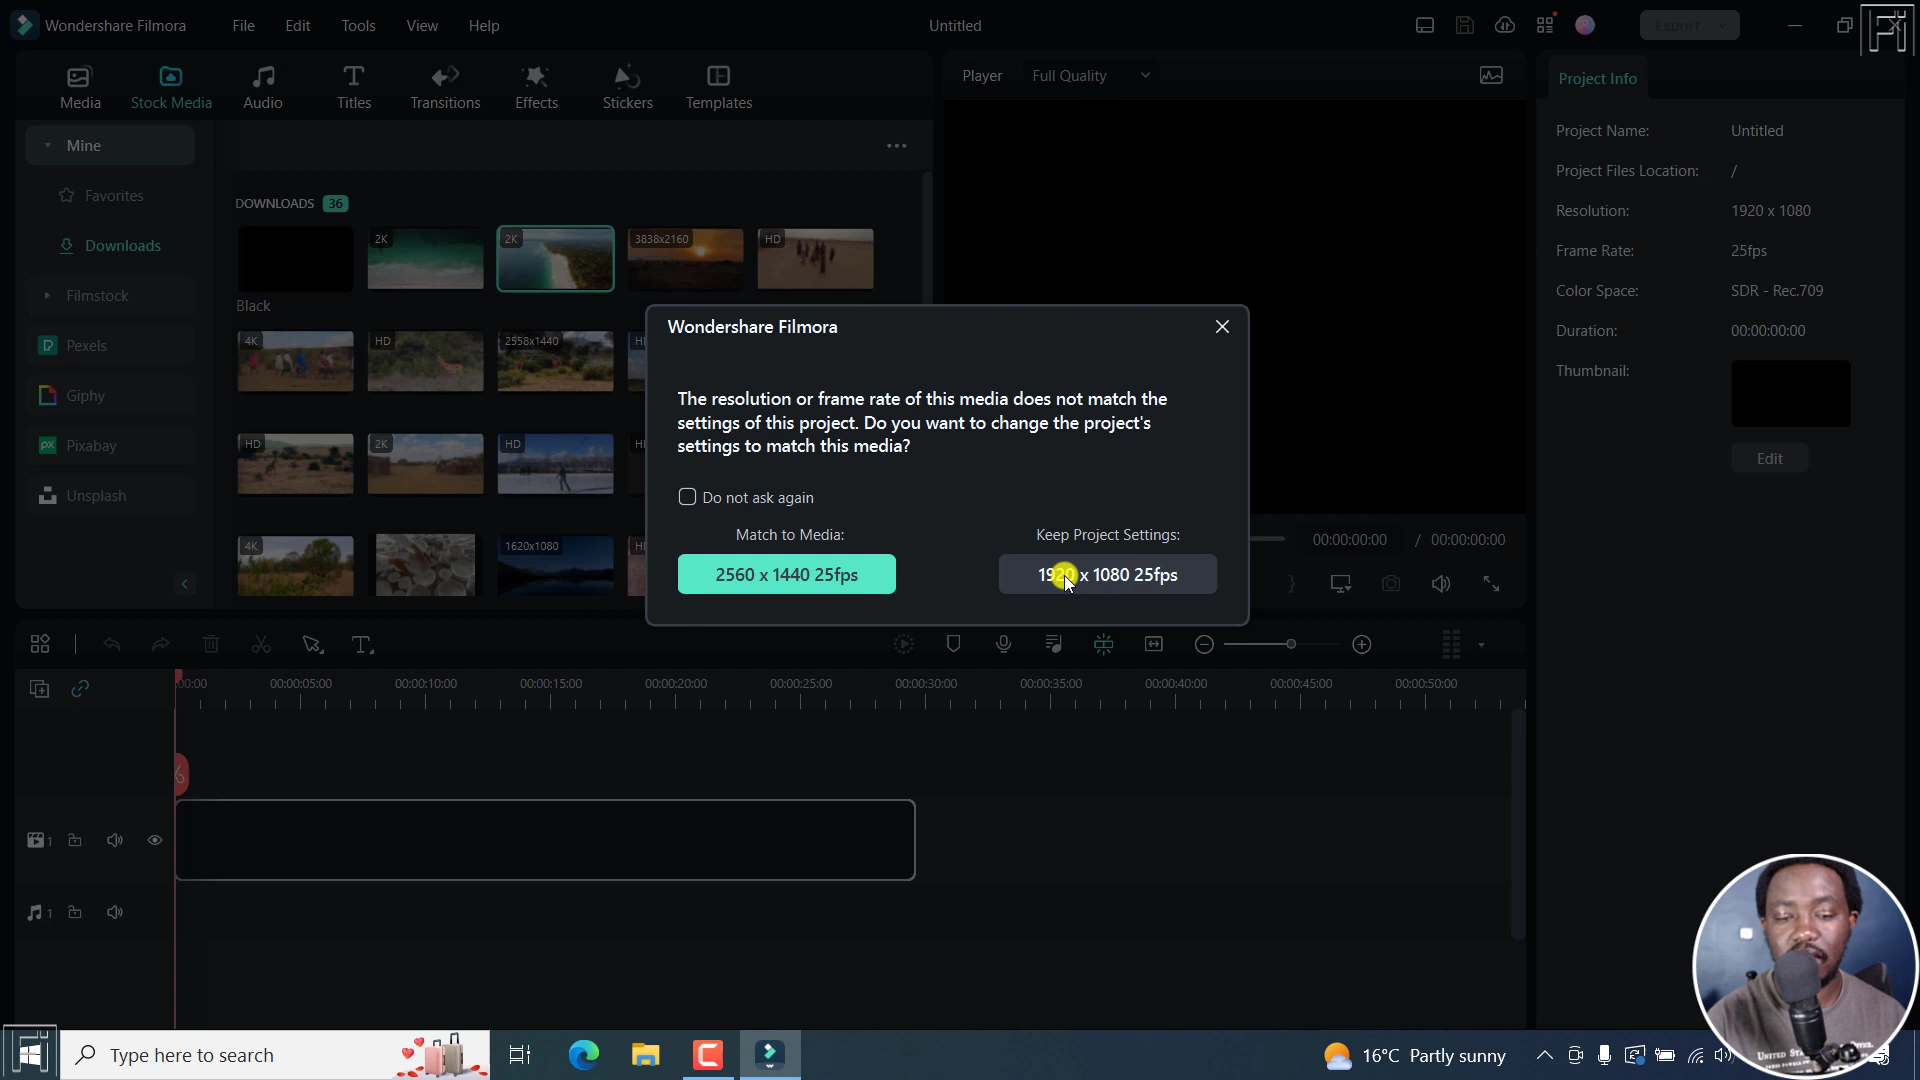 Wondershare Filmora
File
Edit
Tools
View
Help
Untitled
Export
Media
Stock Media
Audio
Titles
Transitions
Effects
Stickers
Templates
Player
Full Quality
Project Info
Mine
Favorites
Downloads
Filmstock
Pexels
Giphy
Pixabay
Unsplash
DOWNLOADS 36
2K
2K
3838x2160
HD
Black
4K
HD
2558x1440
HD
2K
HD
4K
1620x1080
Project Name: Untitled
Project Files Location: /
Resolution: 1920 x 1080
Frame Rate: 25fps
Color Space: SDR - Rec.709
Duration: 00:00:00:00
Thumbnail:
Edit
Wondershare Filmora
The resolution or frame rate of this media does not match the
settings of this project. Do you want to change the project's
settings to match this media?
Do not ask again
Match to Media:
Keep Project Settings:
2560 x 1440 25fps
1920 x 1080 25fps
00:00:00:00 / 00:00:00:00
00:00
00:00:05:00
00:00:10:00
00:00:15:00
00:00:20:00
00:00:25:00
00:00:30:00
00:00:35:00
00:00:40:00
00:00:45:00
00:00:50:00
1
1
Type here to search
16°C Partly sunny